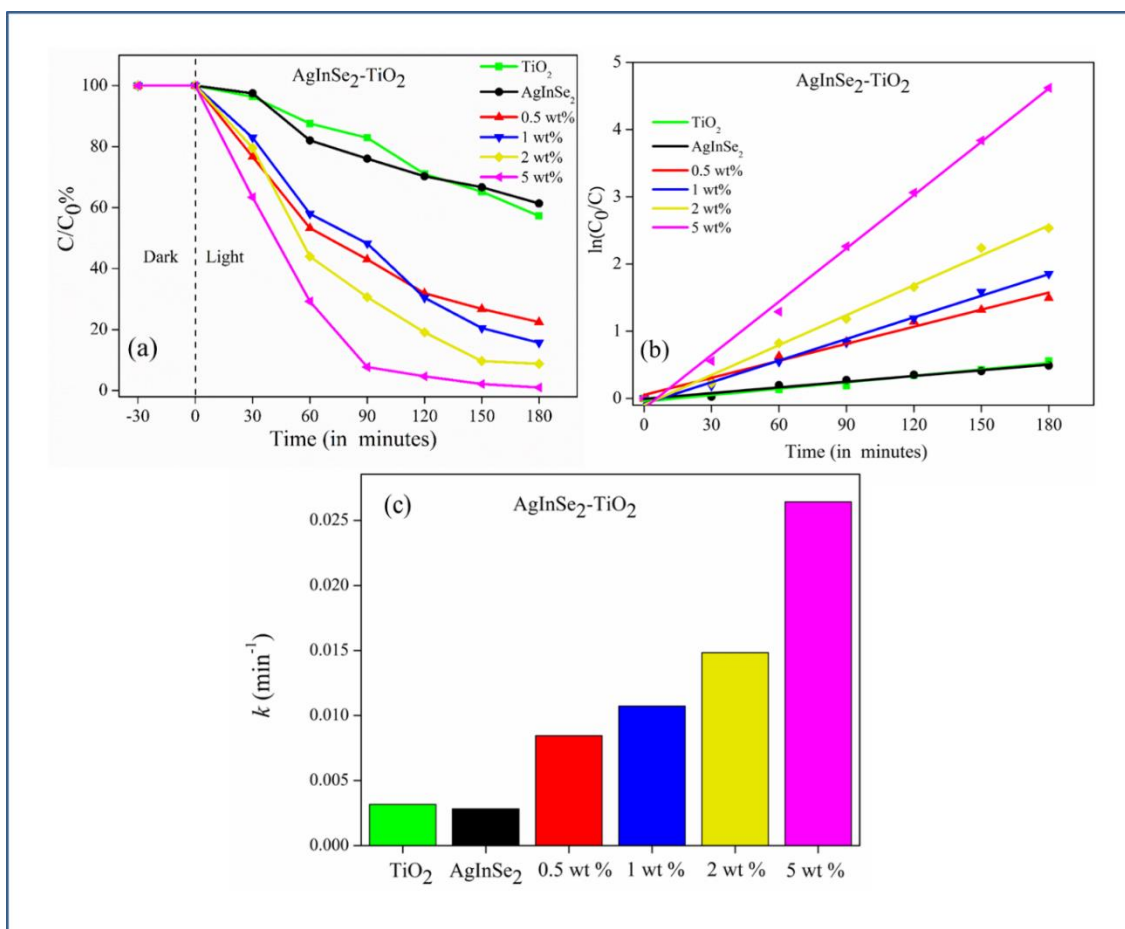 AgInSe2-TiO2
TiO2
AgInSe2
0.5 wt%
1 wt%
2 wt%
5 wt%
C/C0%
100
80
60
40
20
0
Dark
Light
(a)
-30 0 30 60 90 120 150 180
Time (in minutes)
AgInSe2-TiO2
TiO2
AgInSe2
0.5 wt%
1 wt%
2 wt%
5 wt%
ln(C0/C)
5
4
3
2
1
0
(b)
0 30 60 90 120 150 180
Time (in minutes)
(c)
AgInSe2-TiO2
k (min-1)
0.025
0.020
0.015
0.010
0.005
0.000
TiO2 AgInSe2 0.5 wt % 1 wt % 2 wt % 5 wt %